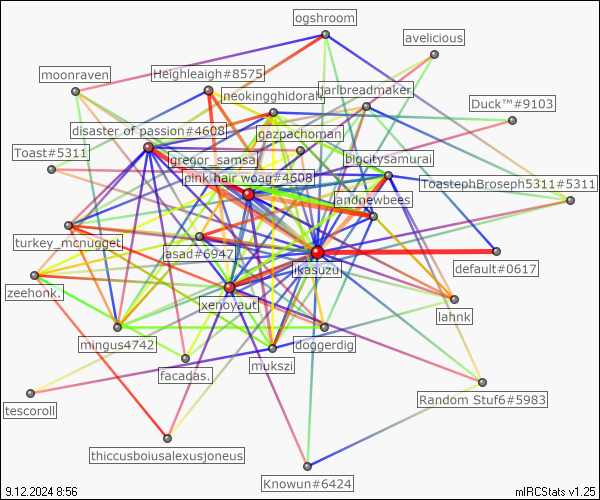 ogshroom
avelicious
moonraven
Heighleaigh#8575
jarlbreadmaker
neokingghidorah
Duck™#9103
disaster of passion#4608
gazpachoman
Toast#5311
gregor_samsa
bigcitysamurai
pink hair woag#4608
ToastephBroseph5311#5311
jandnewbees
turkey_mcnugget
asad#6947
ikasuzu
default#0617
zeehonk.
xenoyaut
lahnk
mingus4742
doggerdig
mukszi
facadas.
Random Stuf6#5983
tescoroll
thiccusboiusalexusjoneus
Knowun#6424
9.12.2024 8:56
mIRCStats v1.25